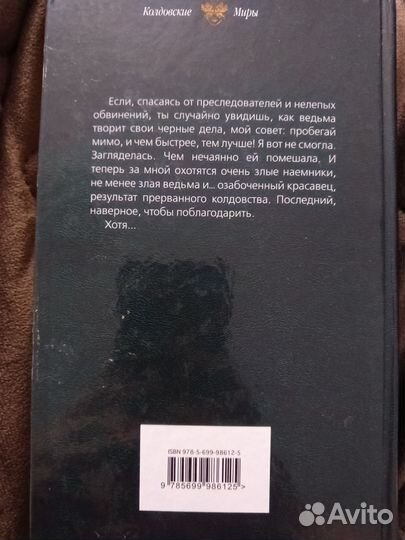 Колдовские Миры
Если, спасаясь от преследователей и нелепых
обвинений, ты случайно увидишь, как ведьма
творит свои черные дела, мой совет: пробегай
мимо, и чем быстрее, тем лучше! Я вот не смогла.
Загляделась. Чем нечаянно ей помешала. И
теперь за мной охотятся очень злые наемники,
не менее злая ведьма и... озабоченный красавец,
результат прерванного колдовства. Последний,
наверное, чтобы поблагодарить.
Хотя...
ISBN 978-5-699-98612-5
9 785699 986125>
Avito